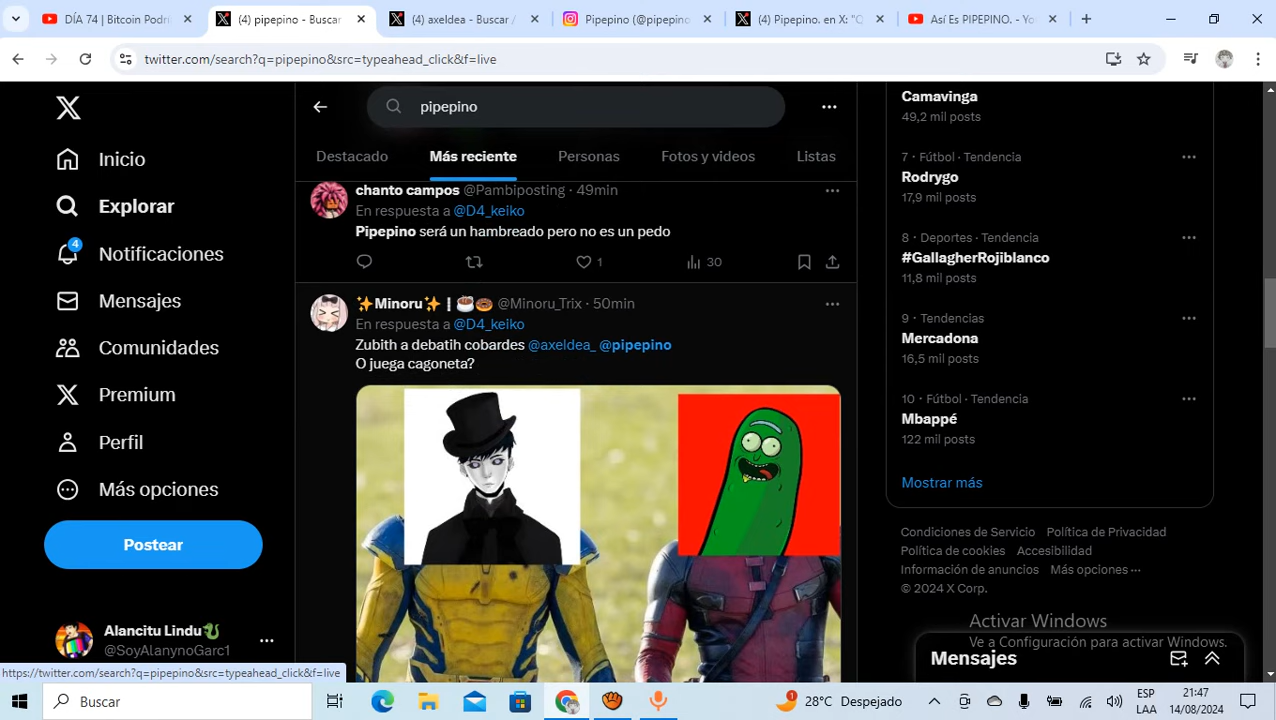 DÍA 74 | Bitcoin Podrí
(4) pipepino - Buscar
(4) axeldea - Buscar /
Pipepino (@pipepino
(4) Pipepino. en X: "Q
Así Es PIPEPINO. - Yo
twitter.com/search?q=pipepino&src=typeahead_click&f=live
Inicio
Explorar
4
Notificaciones
Mensajes
Comunidades
Premium
Perfil
Más opciones
Postear
Alancitu Lindu
@SoyAlanynoGarc1
pipepino
Destacado
Más reciente
Personas
Fotos y videos
Listas
chanto campos @Pambiposting · 49min
En respuesta a @D4_keiko
Pipepino será un hambreado pero no es un pedo
1
30
✨Minoru✨ | ☕🍩 @Minoru_Trix · 50min
En respuesta a @D4_keiko
Zubith a debatih cobardes @axeldea_ @pipepino
O juega cagoneta?
Camavinga
49,2 mil posts
7 · Fútbol · Tendencia
Rodrygo
17,9 mil posts
8 · Deportes · Tendencia
#GallagherRojiblanco
11,8 mil posts
9 · Tendencias
Mercadona
16,5 mil posts
10 · Fútbol · Tendencia
Mbappé
122 mil posts
Mostrar más
Condiciones de Servicio Política de Privacidad
Política de cookies Accesibilidad
Información de anuncios Más opciones ···
© 2024 X Corp.
Activar Windows
Ve a Configuración para activar Windows.
Mensajes
https://twitter.com/search?q=pipepino&src=typeahead_click&f=live
Buscar
1
28°C Despejado
ESP
LAA
21:47
14/08/2024